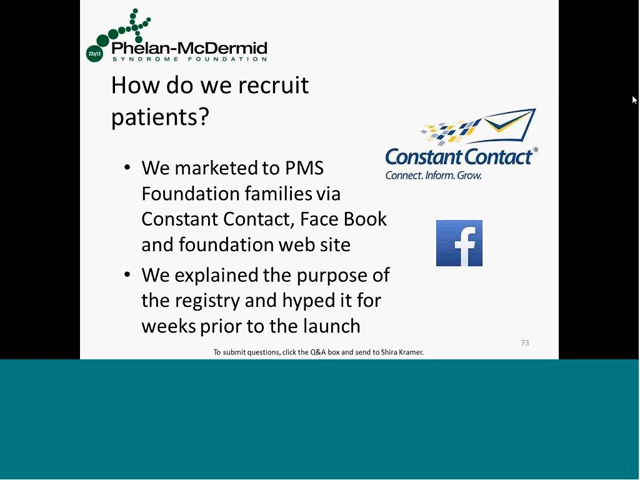 22q13
Phelan-McDermid
SYNDROME FOUNDATION
How do we recruit
patients?
Constant Contact®
Connect. Inform. Grow.
• We marketed to PMS
Foundation families via
Constant Contact, Face Book
and foundation web site
• We explained the purpose of
the registry and hyped it for
weeks prior to the launch
f
73
To submit questions, click the Q&A box and send to Shira Kramer.